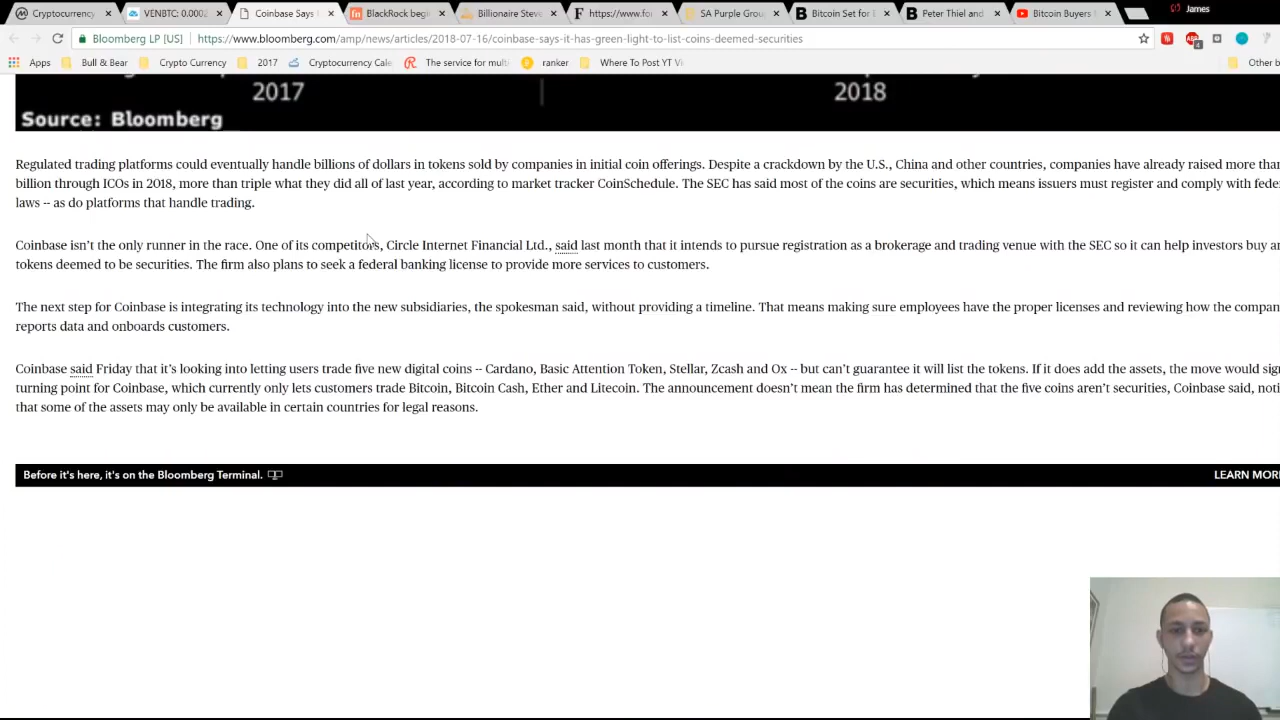 Cryptocurrency
VENBTC: 0.0002
Coinbase Says
BlackRock begi
Billionaire Steve
https://www.fo
SA Purple Grou
Bitcoin Set for
Peter Thiel and
Bitcoin Buyers
James
Bloomberg LP [US]
https://www.bloomberg.com/amp/news/articles/2018-07-16/coinbase-says-it-has-green-light-to-list-coins-deemed-securities
4
Apps
Bull & Bear
Crypto Currency
2017
Cryptocurrency Cale
The service for mult
ranker
Where To Post YT Vi
Other b
2017
2018
Source: Bloomberg
Regulated trading platforms could eventually handle billions of dollars in tokens sold by companies in initial coin offerings. Despite a crackdown by the U.S., China and other countries, companies have already raised more than
billion through ICOs in 2018, more than triple what they did all of last year, according to market tracker CoinSchedule. The SEC has said most of the coins are securities, which means issuers must register and comply with feder
laws -- as do platforms that handle trading.
Coinbase isn't the only runner in the race. One of its competitors, Circle Internet Financial Ltd., said last month that it intends to pursue registration as a brokerage and trading venue with the SEC so it can help investors buy an
tokens deemed to be securities. The firm also plans to seek a federal banking license to provide more services to customers.
The next step for Coinbase is integrating its technology into the new subsidiaries, the spokesman said, without providing a timeline. That means making sure employees have the proper licenses and reviewing how the compan
reports data and onboards customers.
Coinbase said Friday that it's looking into letting users trade five new digital coins -- Cardano, Basic Attention Token, Stellar, Zcash and Ox -- but can't guarantee it will list the tokens. If it does add the assets, the move would sig
turning point for Coinbase, which currently only lets customers trade Bitcoin, Bitcoin Cash, Ether and Litecoin. The announcement doesn't mean the firm has determined that the five coins aren't securities, Coinbase said, noti
that some of the assets may only be available in certain countries for legal reasons.
Before it's here, it's on the Bloomberg Terminal.
LEARN MORE